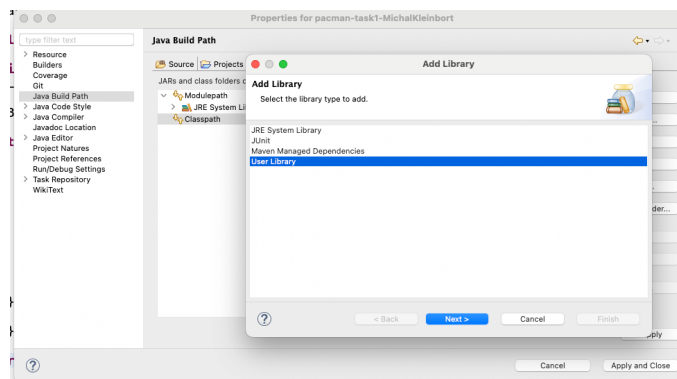 Properties for pacman-task1-MichalKleinbort
type filter text
Resource
Builders
Coverage
Git
Java Build Path
Java Code Style
Java Compiler
Javadoc Location
Java Editor
Project Natures
Project References
Run/Debug Settings
Task Repository
WikiText
Java Build Path
Source Projects
JARs and class folders
Modulepath
JRE System Li
Classpath
Add Library
Add Library
Select the library type to add.
JRE System Library
JUnit
Maven Managed Dependencies
User Library
< Back Next > Cancel Finish
der...
pply
Cancel Apply and Close